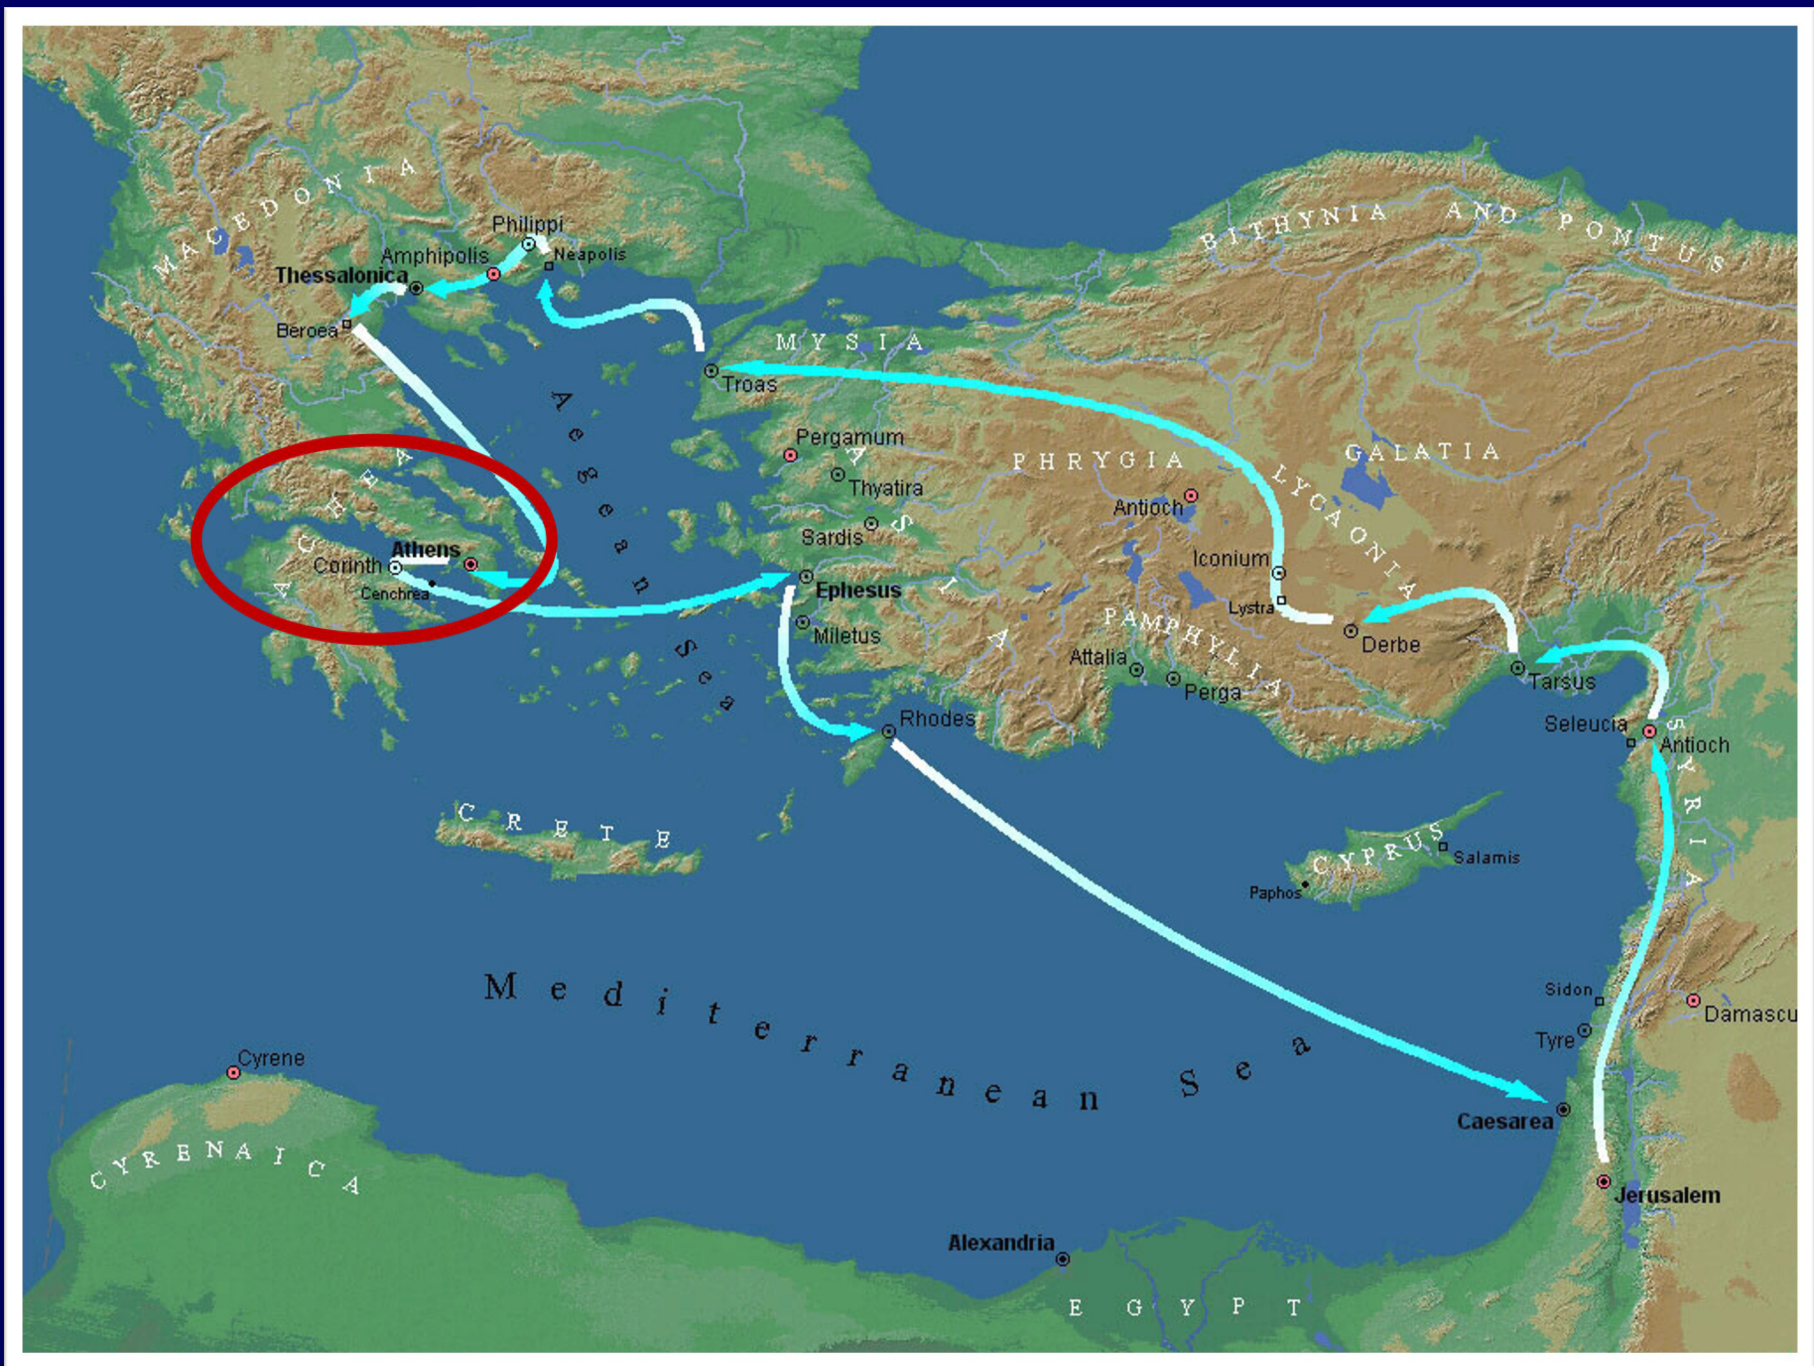 BITHYNIA AND PONTUS
MACEDONIA
Philippi
Amphipolis
Neapolis
Thessalonica
Beroea
MYSIA
Troas
Aegean Sea
Pergamum
Thyatira
ASIA
Sardis
PHRYGIA
GALATIA
LYCAONIA
Antioch
ACHEA
Athens
Corinth
Cenchrea
Ephesus
Miletus
Iconium
Lystra
Derbe
PAMPHYLIA
Attalia
Perga
Tarsus
Seleucia
Antioch
SYRIA
Rhodes
CRETE
CYPRUS
Salamis
Paphos
Mediterranean Sea
Sidon
Tyre
Damascu
Cyrene
CYRENAICA
Caesarea
Jerusalem
Alexandria
EGYPT